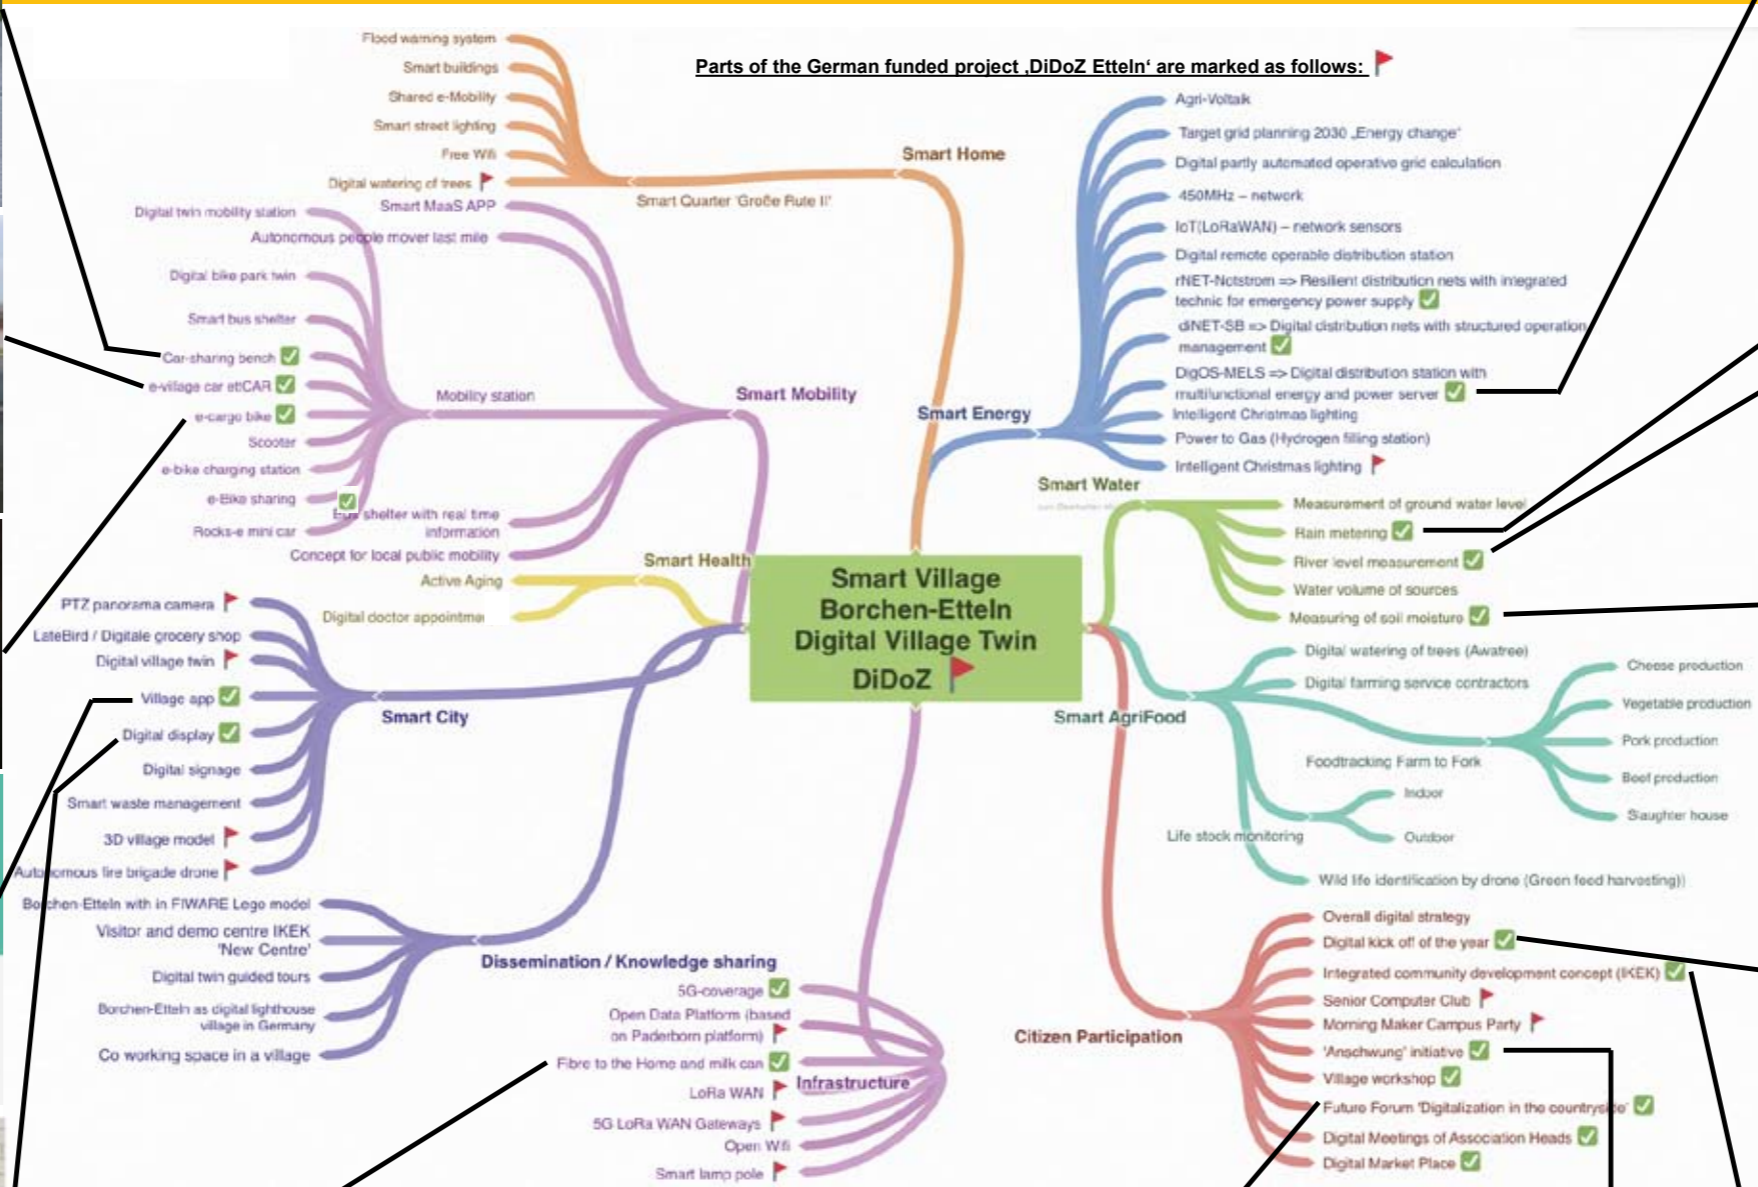 Parts of the German funded project ‚DiDoZ Etteln‘ are marked as follows:
Flood warning system
Smart buildings
Shared e-Mobility
Smart street lighting
Free Wifi
Digital watering of trees
Smart Home
Smart Quarter 'Große Rute II'
Smart MaaS APP
Autonomous people mover last mile
Digital twin mobility station
Digital bike park twin
Smart bus shelter
Car-sharing bench
e-village car etCAR
e-cargo bike
Scooter
e-bike charging station
e-Bike sharing
Rocks-e mini car
Mobility station
Smart Mobility
shelter with real time
information
Concept for local public mobility
Smart Health
Active Aging
Digital doctor appointme
PTZ panorama camera
LateBird / Digitale grocery shop
Digital village twin
Village app
Digital display
Digital signage
Smart waste management
3D village model
Autonomous fire brigade drone
Smart City
Borchen-Etteln with in FIWARE Lego model
Visitor and demo centre IKEK
'New Centre'
Digital twin guided tours
Borchen-Etteln as digital lighthouse
village in Germany
Co working space in a village
Dissemination / Knowledge sharing
5G-coverage
Open Data Platform (based
on Paderborn platform)
Fibre to the Home and milk can
LoRa WAN
5G LoRa WAN Gateways
Open Wifi
Smart lamp pole
Infrastructure
Smart Village
Borchen-Etteln
Digital Village Twin
DiDoZ
Agri-Voltaik
Target grid planning 2030 „Energy change“
Digital partly automated operative grid calculation
450MHz – network
IoT(LoRaWAN) – network sensors
Digital remote operable distribution station
rNET-Notstrom => Resilient distribution nets with integrated
technic for emergency power supply
diNET-SB => Digital distribution nets with structured operation
management
DigOS-MELS => Digital distribution station with
multifunctional energy and power server
Intelligent Christmas lighting
Power to Gas (Hydrogen filling station)
Intelligent Christmas lighting
Smart Energy
Smart Water
Measurement of ground water level
Rain metering
River level measurement
Water volume of sources
Measuring of soil moisture
Digital watering of trees (Awatree)
Digital farming service contractors
Smart AgriFood
Foodtracking Farm to Fork
Cheese production
Vegetable production
Pork production
Beef production
Slaughter house
Indoor
Life stock monitoring
Outdoor
Wild life identification by drone (Green feed harvesting))
Citizen Participation
Overall digital strategy
Digital kick off of the year
Integrated community development concept (IKEK)
Senior Computer Club
Morning Maker Campus Party
'Anschwung' initiative
Village workshop
Future Forum 'Digitalization in the countryside'
Digital Meetings of Association Heads
Digital Market Place